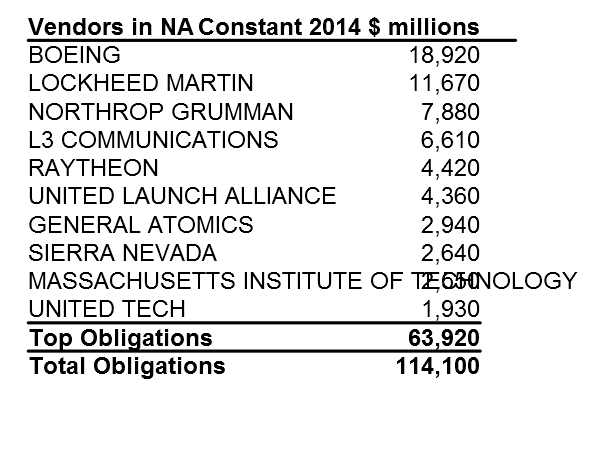 Vendors in NA Constant 2014 $ millions
BOEING 18,920
LOCKHEED MARTIN 11,670
NORTHROP GRUMMAN 7,880
L3 COMMUNICATIONS 6,610
RAYTHEON 4,420
UNITED LAUNCH ALLIANCE 4,360
GENERAL ATOMICS 2,940
SIERRA NEVADA 2,640
MASSACHUSETTS INSTITUTE OF TECHNOLOGY 2,550
UNITED TECH 1,930
Top Obligations 63,920
Total Obligations 114,100